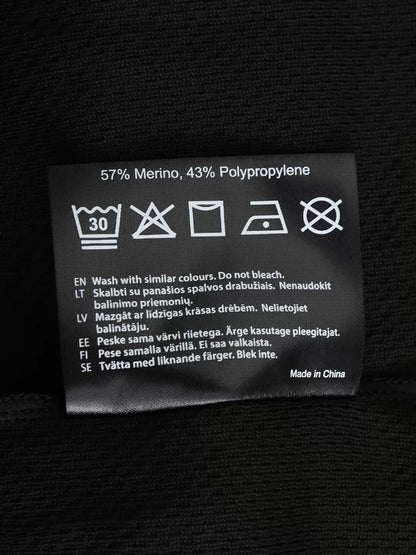 57% Merino, 43% Polypropylene
30
EN Wash with similar colours. Do not bleach.
LT Skalbti su panašios spalvos drabužiais. Nenaudokit
balinimo priemonių.
LV Mazgāt ar līdzīgas krāsas drēbēm. Nelietojiet
balinātāju.
EE Peske sama värvi riietega. Ärge kasutage pleegitajat.
FI Pese samalla värillä. Ei saa valkaista.
SE Tvätta med liknande färger. Blek inte.
Made in China